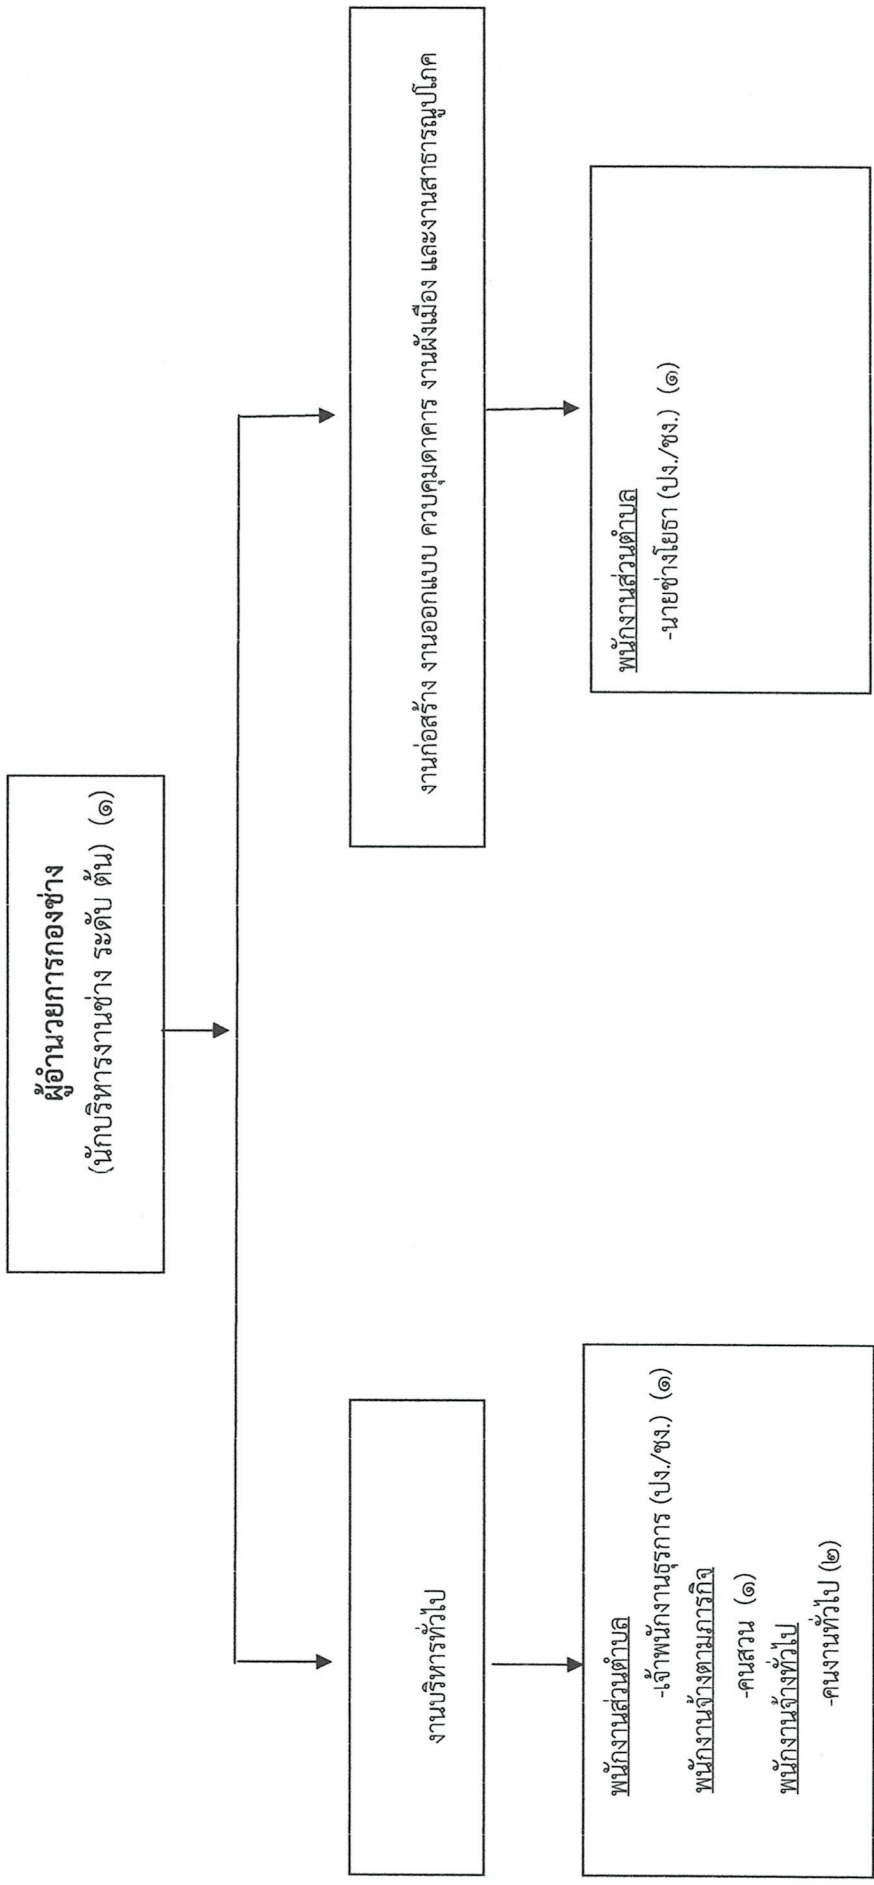 ผู้อำนวยการกองช่าง
(นักบริหารงานช่าง ระดับ ต้น) (๑)
งานบริหารทั่วไป
งานก่อสร้าง งานออกแบบ ควบคุมดาคาร งานผังเมือง และงานสาธารณูปโภค
พนักงานส่วนตำบล
-เจ้าพนักงานธุรการ (ปง./ชง.) (๑)
พนักงานจ้างตามภารกิจ
-คนสวน (๑)
พนักงานจ้างทั่วไป
-คนงานทั่วไป (๒)
พนักงานส่วนตำบล
-นายช่างโยธา (ปง./ชง.) (๑)